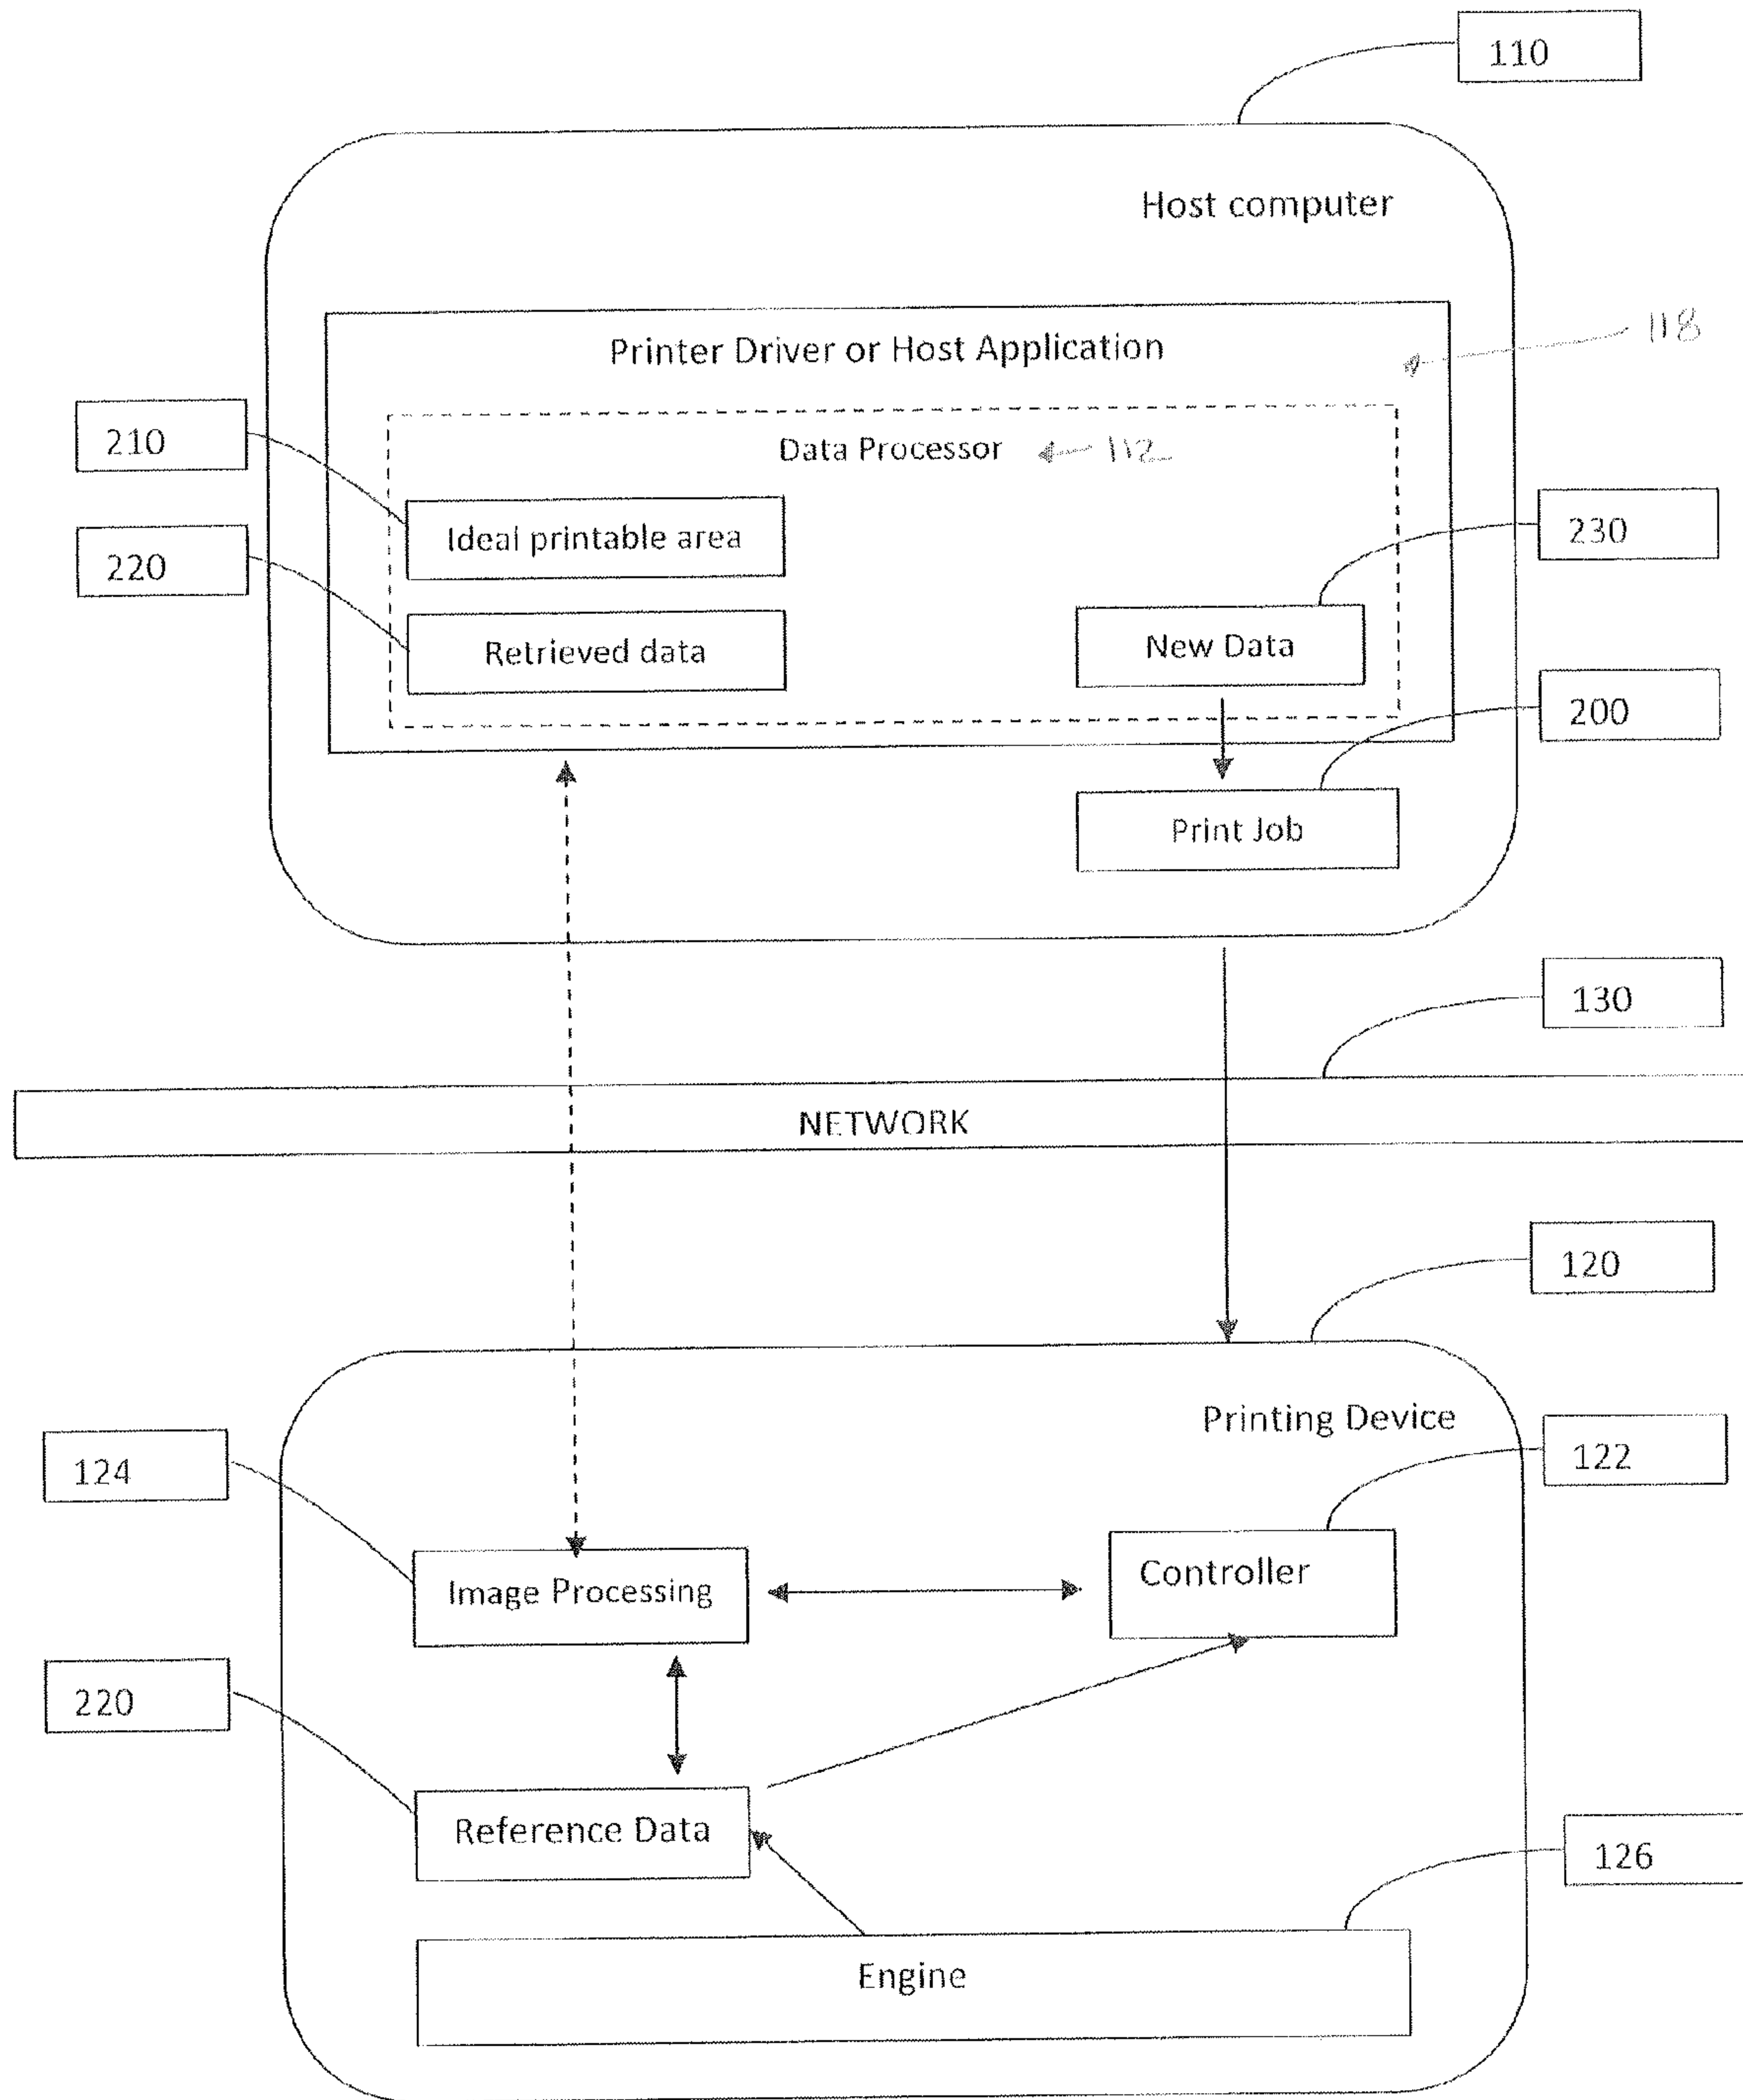 110
Host computer
Printer Driver or Host Application
118
210
Data Processor
112
Ideal printable area
230
220
Retrieved data
New Data
200
Print Job
130
NETWORK
120
Printing Device
124
122
Image Processing
Controller
220
Reference Data
126
Engine